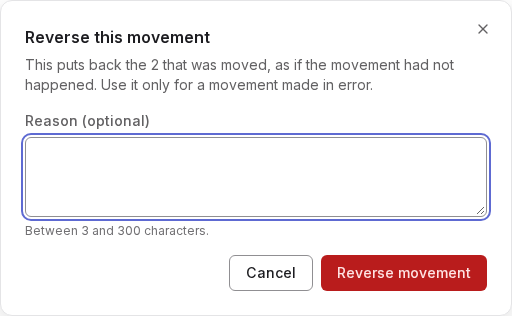 Reverse this movement
This puts back the 2 that was moved, as if the movement had not
happened. Use it only for a movement made in error.
Reason (optional)
Between 3 and 300 characters.
Cancel
Reverse movement